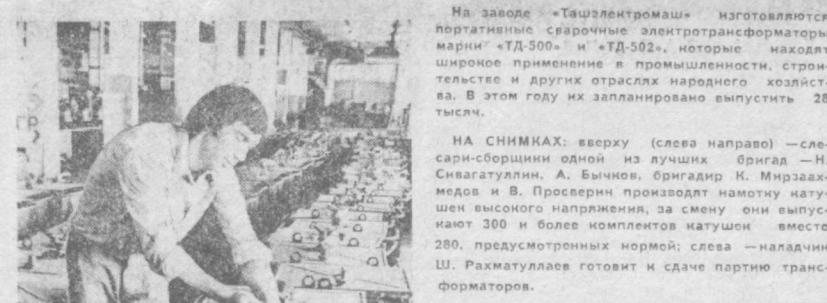 На заводе «Ташэлектромаш» изготовляются
портативные сварочные электротрансформаторы
марки «ТД-500» и «ТД-502», которые находят
широкое применение в промышленности, строи-
тельстве и других отраслях народного хозяйст-
ва. В этом году их запланировано выпустить 28
тысяч.
НА СНИМКАХ: вверху (слева направо) —сле-
сари-сборщики одной из лучших бригад —Н.
Сивагатуллин, А. Бычков, бригадир К. Мирзаах-
медов и В. Просверин производят намотку кату-
шек высокого напряжения, за смену они выпус-
кают 300 и более комплектов катушек вместо
280, предусмотренных нормой; слева —наладчик
Ш. Рахматуллаев готовит к сдаче партию транс-
форматоров.